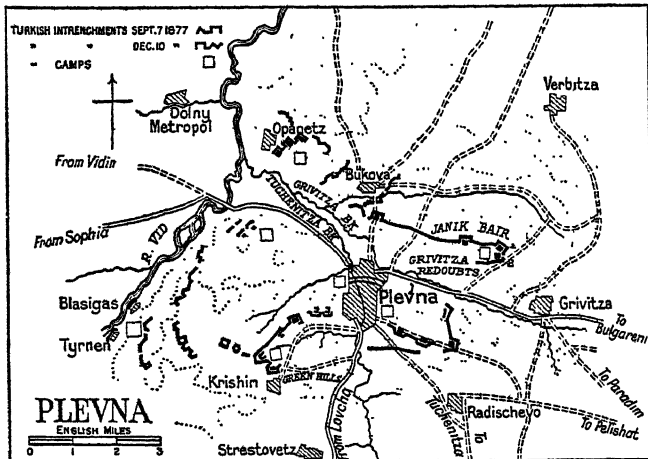 TURKISH INTRENCHMENTS SEPT. 7 1877
" " DEC. 10 "
" CAMPS
Verbitza
Dolny
Metropol
Opanetz
From Vidin
Bukova
GRIVITZA BK
TUCHENITZA BK
JANIK BAIR
From Sophia
R. VID
GRIVITZA
REDOUBTS
Plevna
Blasigas
Grivitza
To
Bulgareni
Tyrnen
Krishin
GREEN HILLS
To Paradim
PLEVNA
ENGLISH MILES
0 1 2 3
Radischevo
To Pelishat
To
Tuchenitza
From Lovcha
Strestovetz